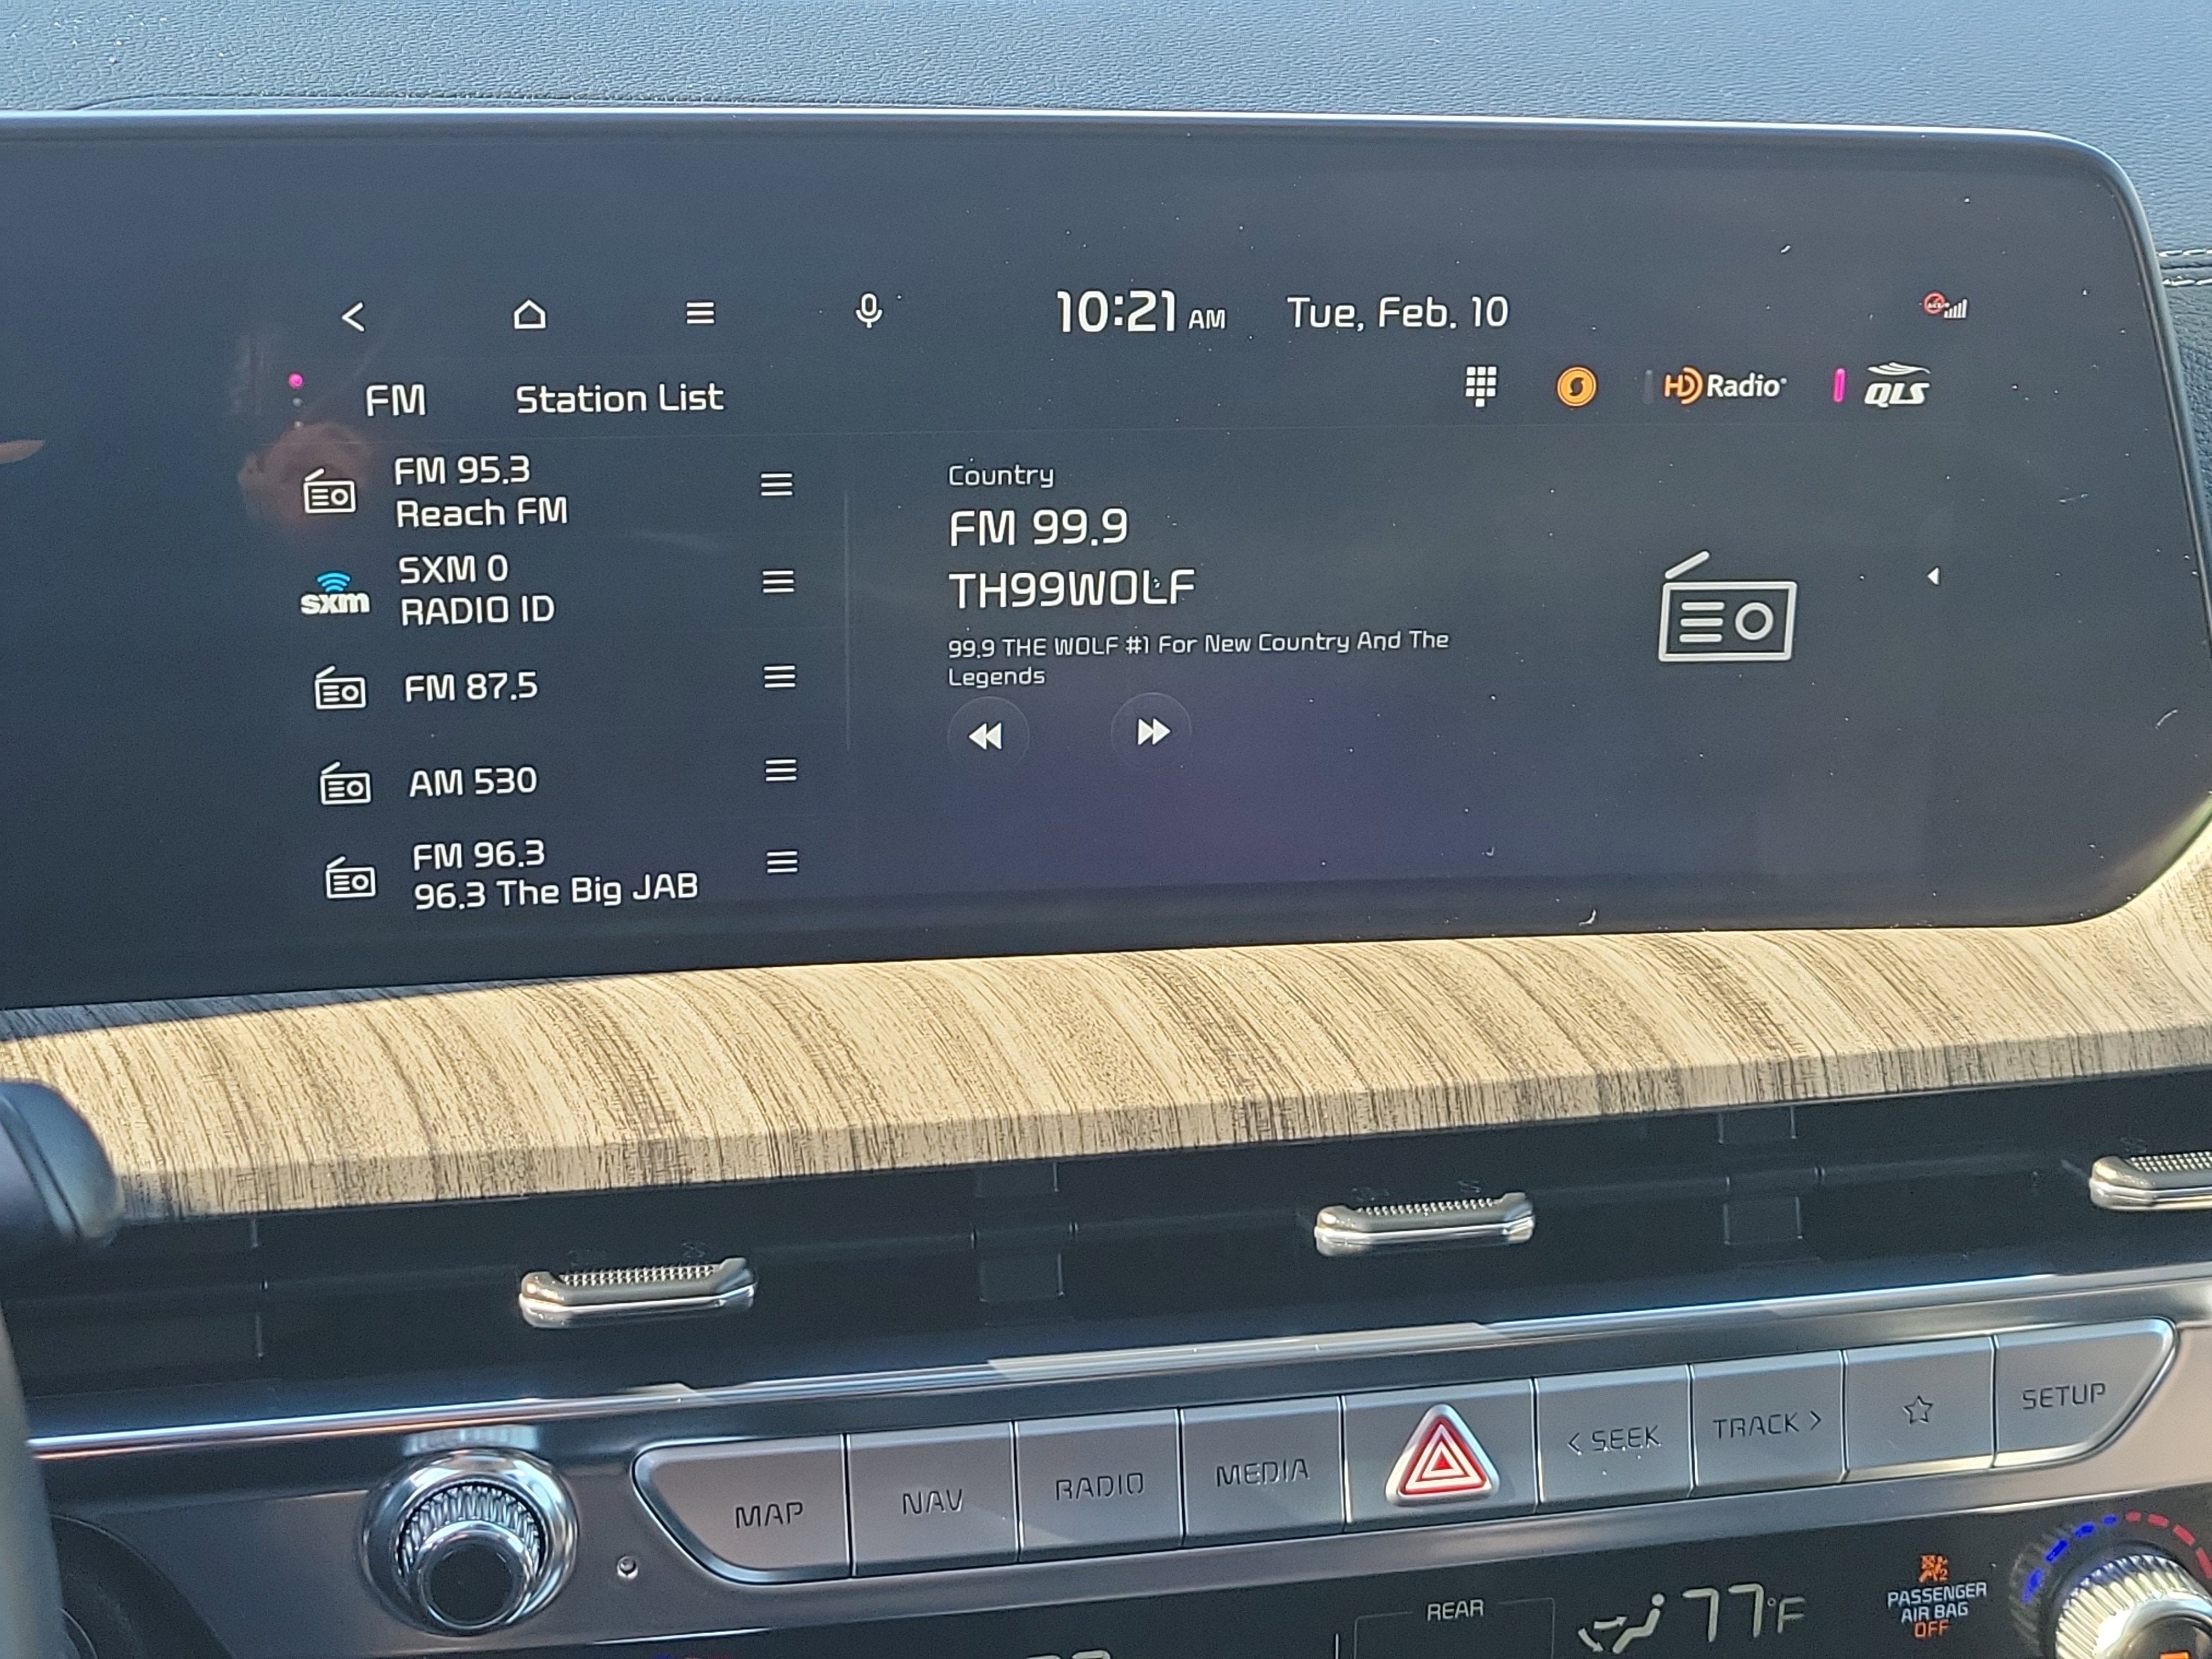 10:21 AM Tue, Feb. 10
FM Station List HD Radio QLS
FM 95.3
Reach FM
sxm SXM 0
RADIO ID
FM 87.5
AM 530
FM 96.3
96.3 The Big JAB
Country
FM 99.9
TH99WOLF
99.9 THE WOLF #1 For New Country And The
Legends
MAP NAV RADIO MEDIA < SEEK TRACK > SETUP
REAR 77°F
PASSENGER
AIR BAG
OFF